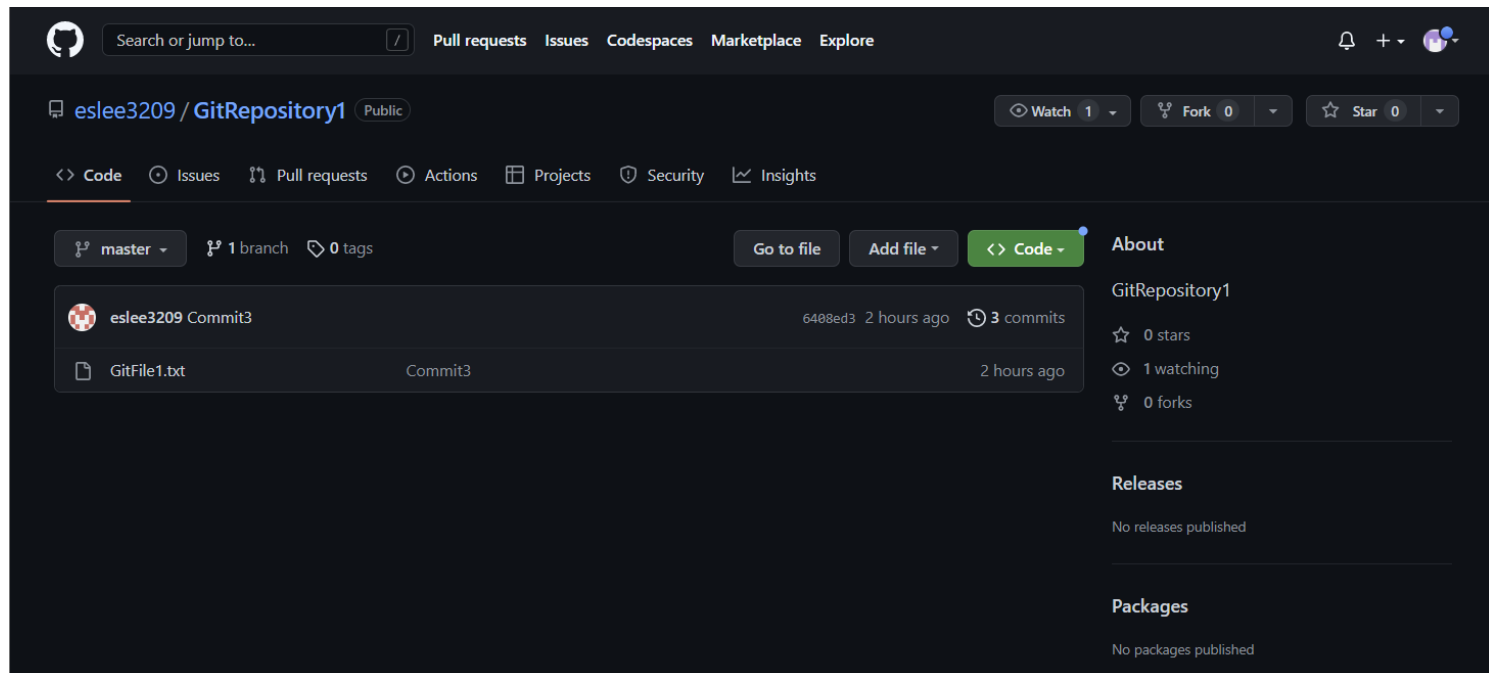 Search or jump to... / Pull requests Issues Codespaces Marketplace Explore
eslee3209 / GitRepository1 Public Watch 1 Fork 0 Star 0
<> Code Issues Pull requests Actions Projects Security Insights
master 1 branch 0 tags Go to file Add file <> Code
eslee3209 Commit3 6408ed3 2 hours ago 3 commits
GitFile1.txt Commit3 2 hours ago
About
GitRepository1
0 stars
1 watching
0 forks
Releases
No releases published
Packages
No packages published